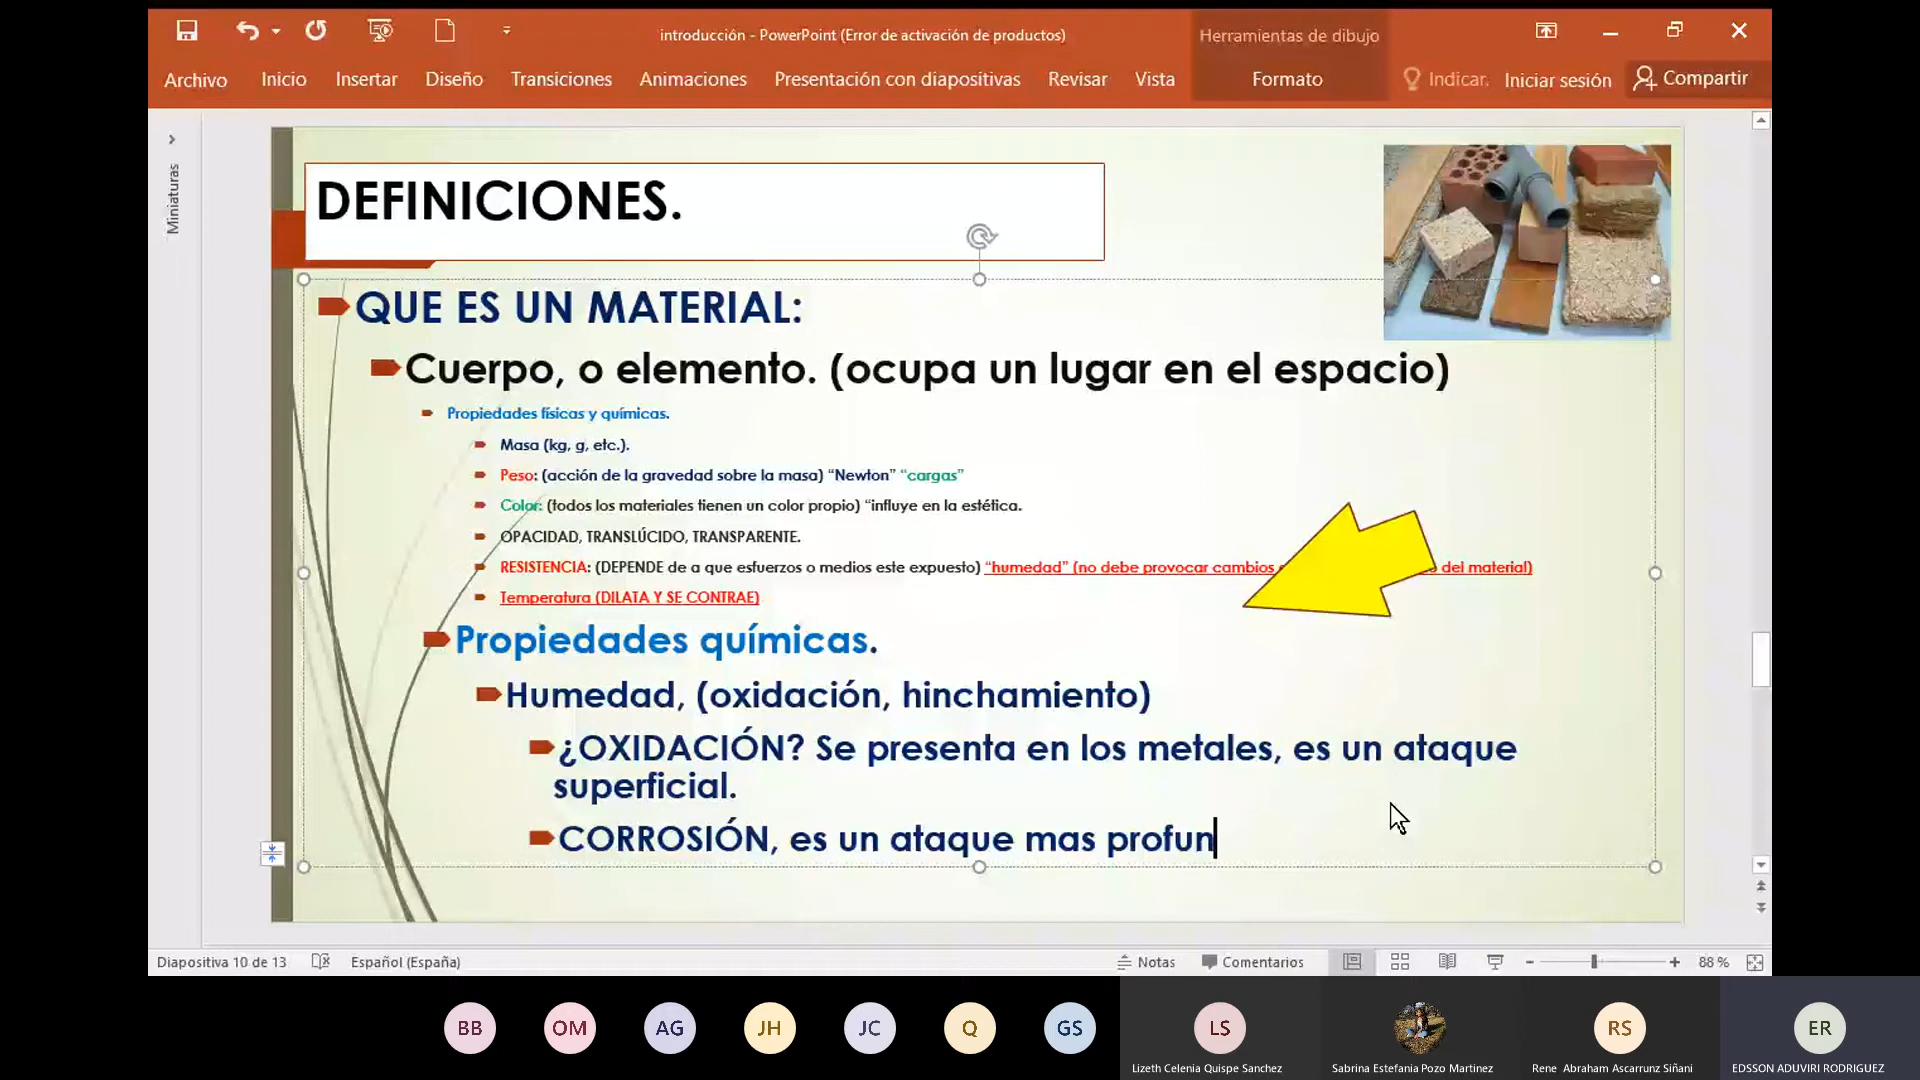 introducción - PowerPoint (Error de activación de productos)
Herramientas de dibujo
Archivo
Inicio
Insertar
Diseño
Transiciones
Animaciones
Presentación con diapositivas
Revisar
Vista
Formato
Indicar.
Iniciar sesión
Compartir
Miniaturas
DEFINICIONES.
QUE ES UN MATERIAL:
Cuerpo, o elemento. (ocupa un lugar en el espacio)
Propiedades físicas y químicas.
Masa (kg, g, etc.).
Peso: (acción de la gravedad sobre la masa) “Newton” “cargas”
Color: (todos los materiales tienen un color propio) “influye en la estética.
OPACIDAD, TRANSLÚCIDO, TRANSPARENTE.
RESISTENCIA: (DEPENDE de a que esfuerzos o medios este expuesto) “humedad” (no debe provocar cambios del material)
Temperatura (DILATA Y SE CONTRAE)
Propiedades químicas.
Humedad, (oxidación, hinchamiento)
¿OXIDACIÓN? Se presenta en los metales, es un ataque
superficial.
CORROSIÓN, es un ataque mas profun
Diapositiva 10 de 13
Español (España)
Notas
Comentarios
88 %
BB
OM
AG
JH
JC
Q
GS
LS
RS
ER
Lizeth Celenia Quispe Sanchez
Sabrina Estefania Pozo Martinez
Rene Abraham Ascarrunz Siñani
EDSSON ADUVIRI RODRIGUEZ